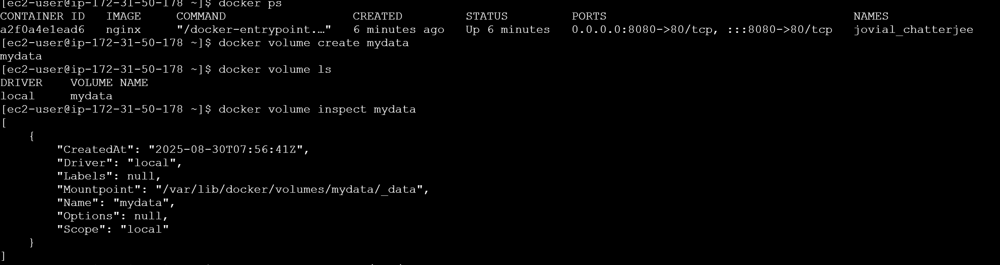 [ec2-user@ip-172-31-50-178 ~]$ docker ps
CONTAINER ID   IMAGE     COMMAND                  CREATED         STATUS         PORTS                                   NAMES
a2f0a4e1ead6   nginx     "/docker-entrypoint.…"   6 minutes ago   Up 6 minutes   0.0.0.0:8080->80/tcp, :::8080->80/tcp   jovial_chatterjee
[ec2-user@ip-172-31-50-178 ~]$ docker volume create mydata
mydata
[ec2-user@ip-172-31-50-178 ~]$ docker volume ls
DRIVER    VOLUME NAME
local     mydata
[ec2-user@ip-172-31-50-178 ~]$ docker volume inspect mydata
[
    {
        "CreatedAt": "2025-08-30T07:56:41Z",
        "Driver": "local",
        "Labels": null,
        "Mountpoint": "/var/lib/docker/volumes/mydata/_data",
        "Name": "mydata",
        "Options": null,
        "Scope": "local"
    }
]